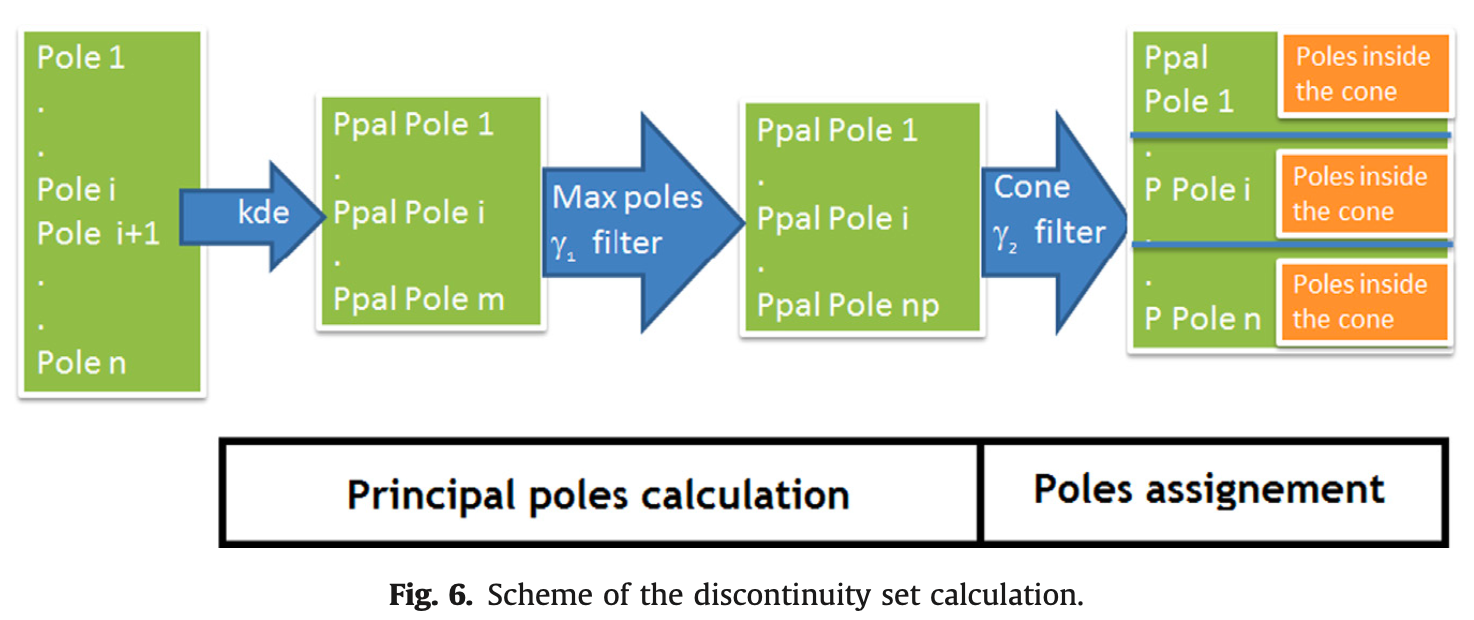 Pole 1
.
.
Pole i
Pole i+1
.
.
Pole n
kde
Ppal Pole 1
.
Ppal Pole i
.
Ppal Pole m
Max poles
γ₁ filter
Ppal Pole 1
.
Ppal Pole i
.
Ppal Pole np
Cone
γ₂ filter
Ppal
Pole 1
Poles inside
the cone
.
P Pole i
.
Poles inside
the cone
.
P Pole n
Poles inside
the cone
Principal poles calculation
Poles assignement
Fig. 6. Scheme of the discontinuity set calculation.